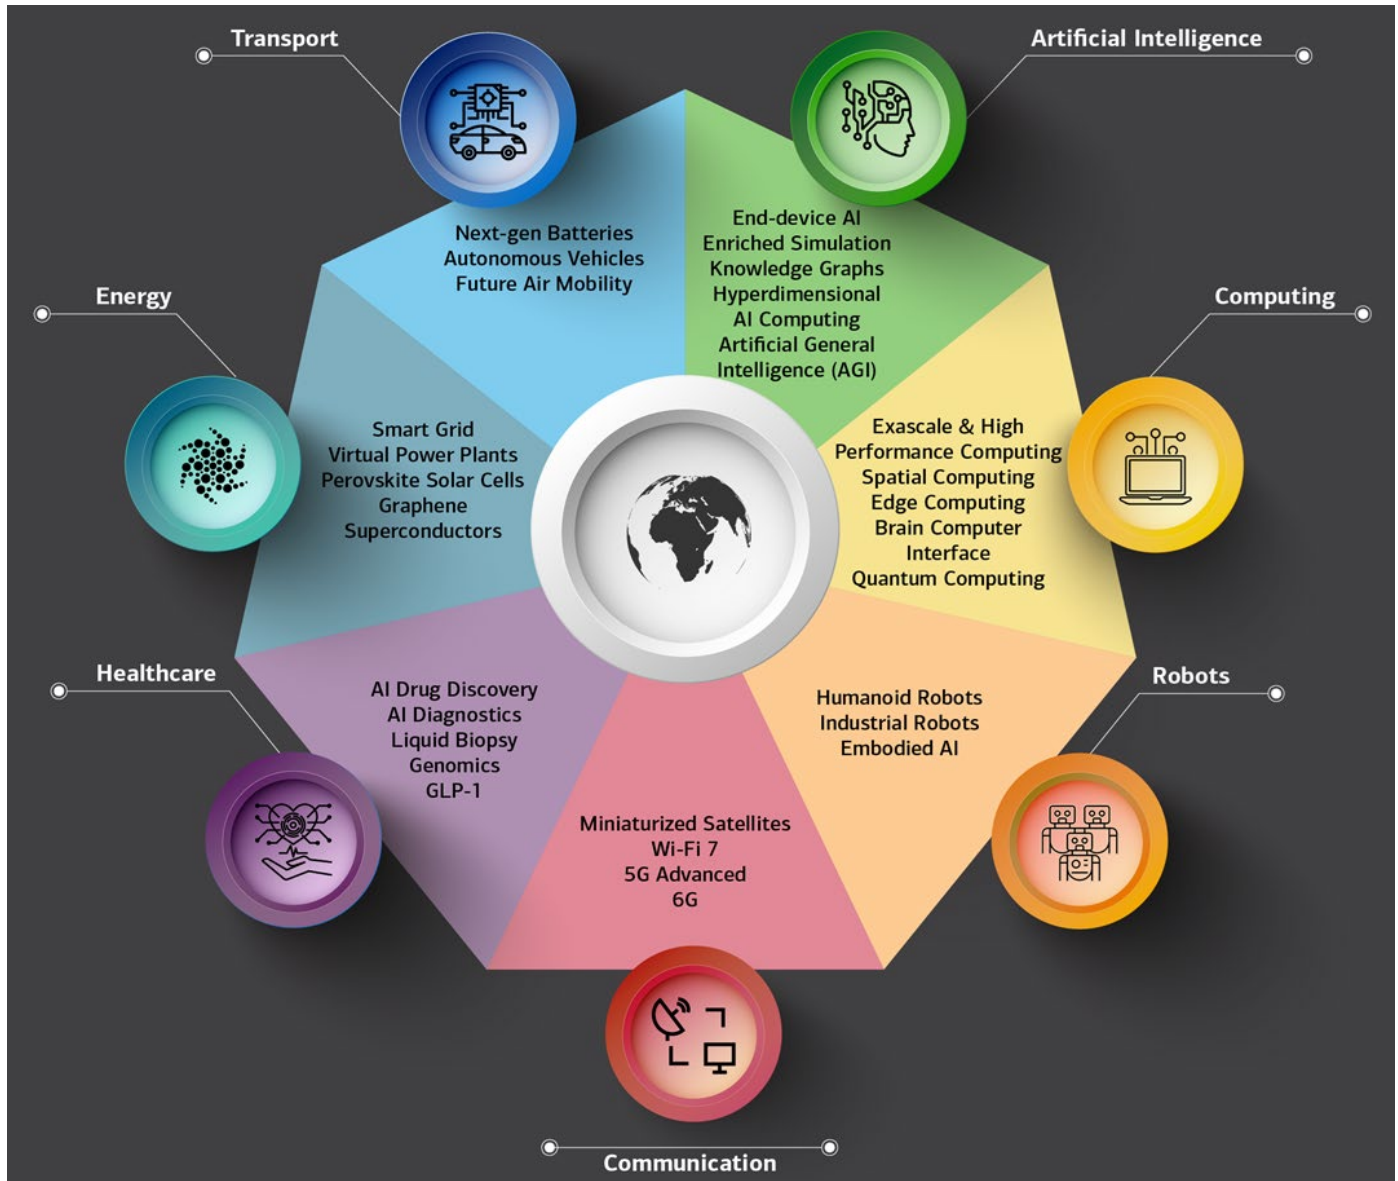 Transport
Artificial Intelligence
Next-gen Batteries
Autonomous Vehicles
Future Air Mobility
End-device AI
Enriched Simulation
Knowledge Graphs
Hyperdimensional
AI Computing
Artificial General
Intelligence (AGI)
Energy
Computing
Smart Grid
Virtual Power Plants
Perovskite Solar Cells
Graphene
Superconductors
Exascale & High
Performance Computing
Spatial Computing
Edge Computing
Brain Computer
Interface
Quantum Computing
Healthcare
Robots
AI Drug Discovery
AI Diagnostics
Liquid Biopsy
Genomics
GLP-1
Humanoid Robots
Industrial Robots
Embodied AI
Miniaturized Satellites
Wi-Fi 7
5G Advanced
6G
Communication